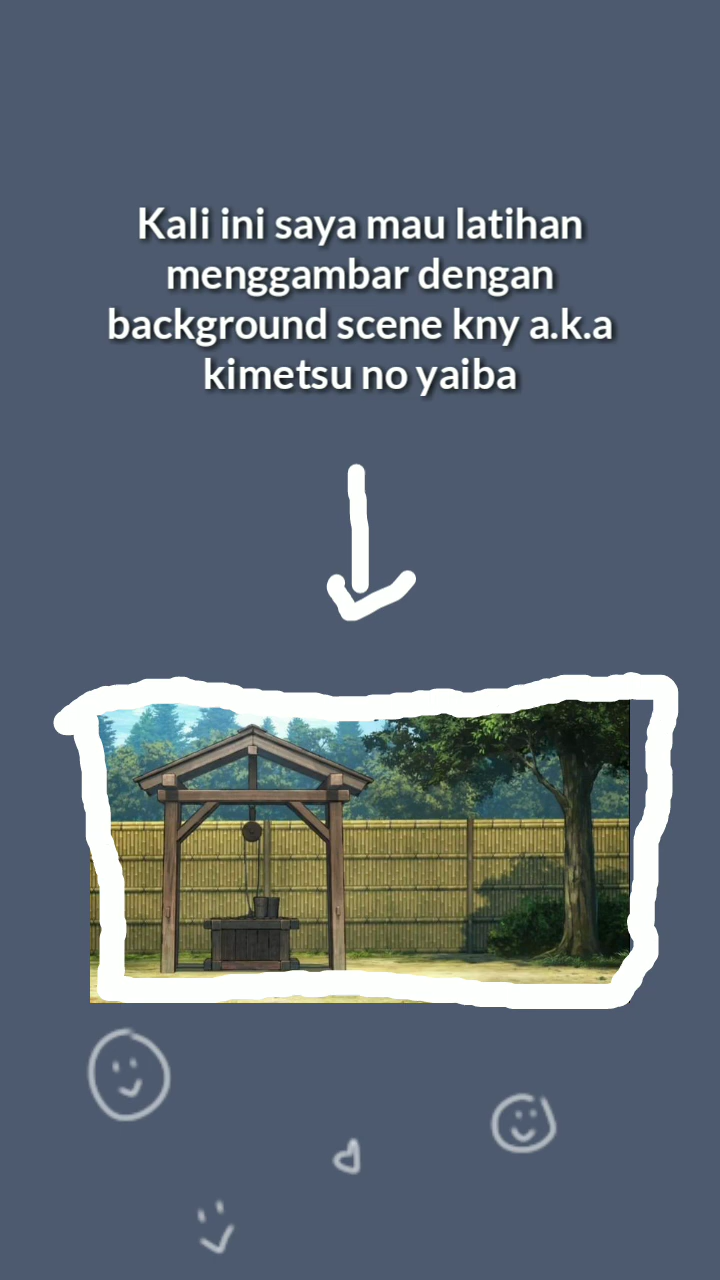 Kali ini saya mau latihan
menggambar dengan
background scene kny a.k.a
kimetsu no yaiba